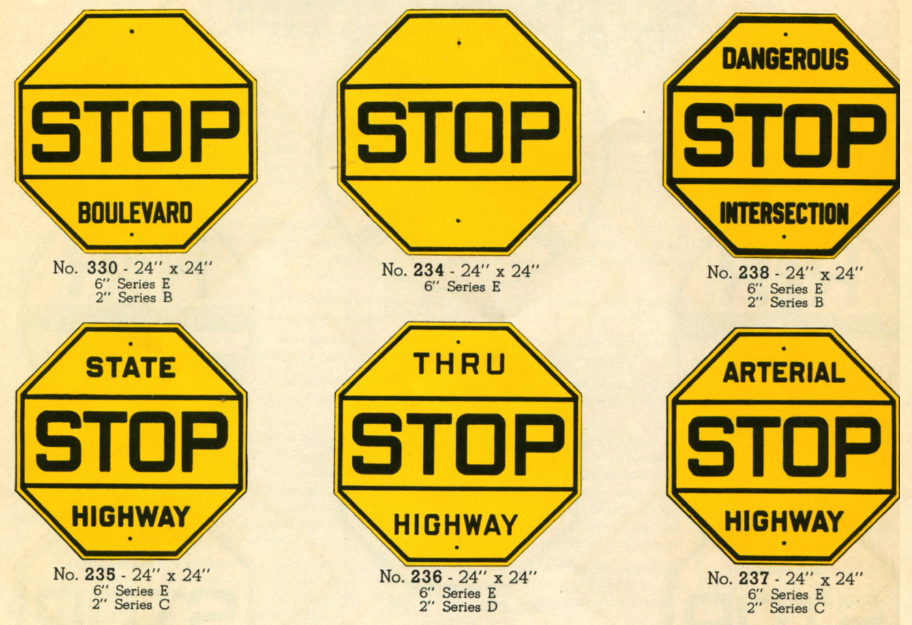 STOP
BOULEVARD
No. 330 - 24" x 24"
6" Series E
2" Series B
STOP
No. 234 - 24" x 24"
6" Series E
DANGEROUS
STOP
INTERSECTION
No. 238 - 24" x 24"
6" Series E
2" Series B
STATE
STOP
HIGHWAY
No. 235 - 24" x 24"
6" Series E
2" Series C
THRU
STOP
HIGHWAY
No. 236 - 24" x 24"
6" Series E
2" Series D
ARTERIAL
STOP
HIGHWAY
No. 237 - 24" x 24"
6" Series E
2" Series C